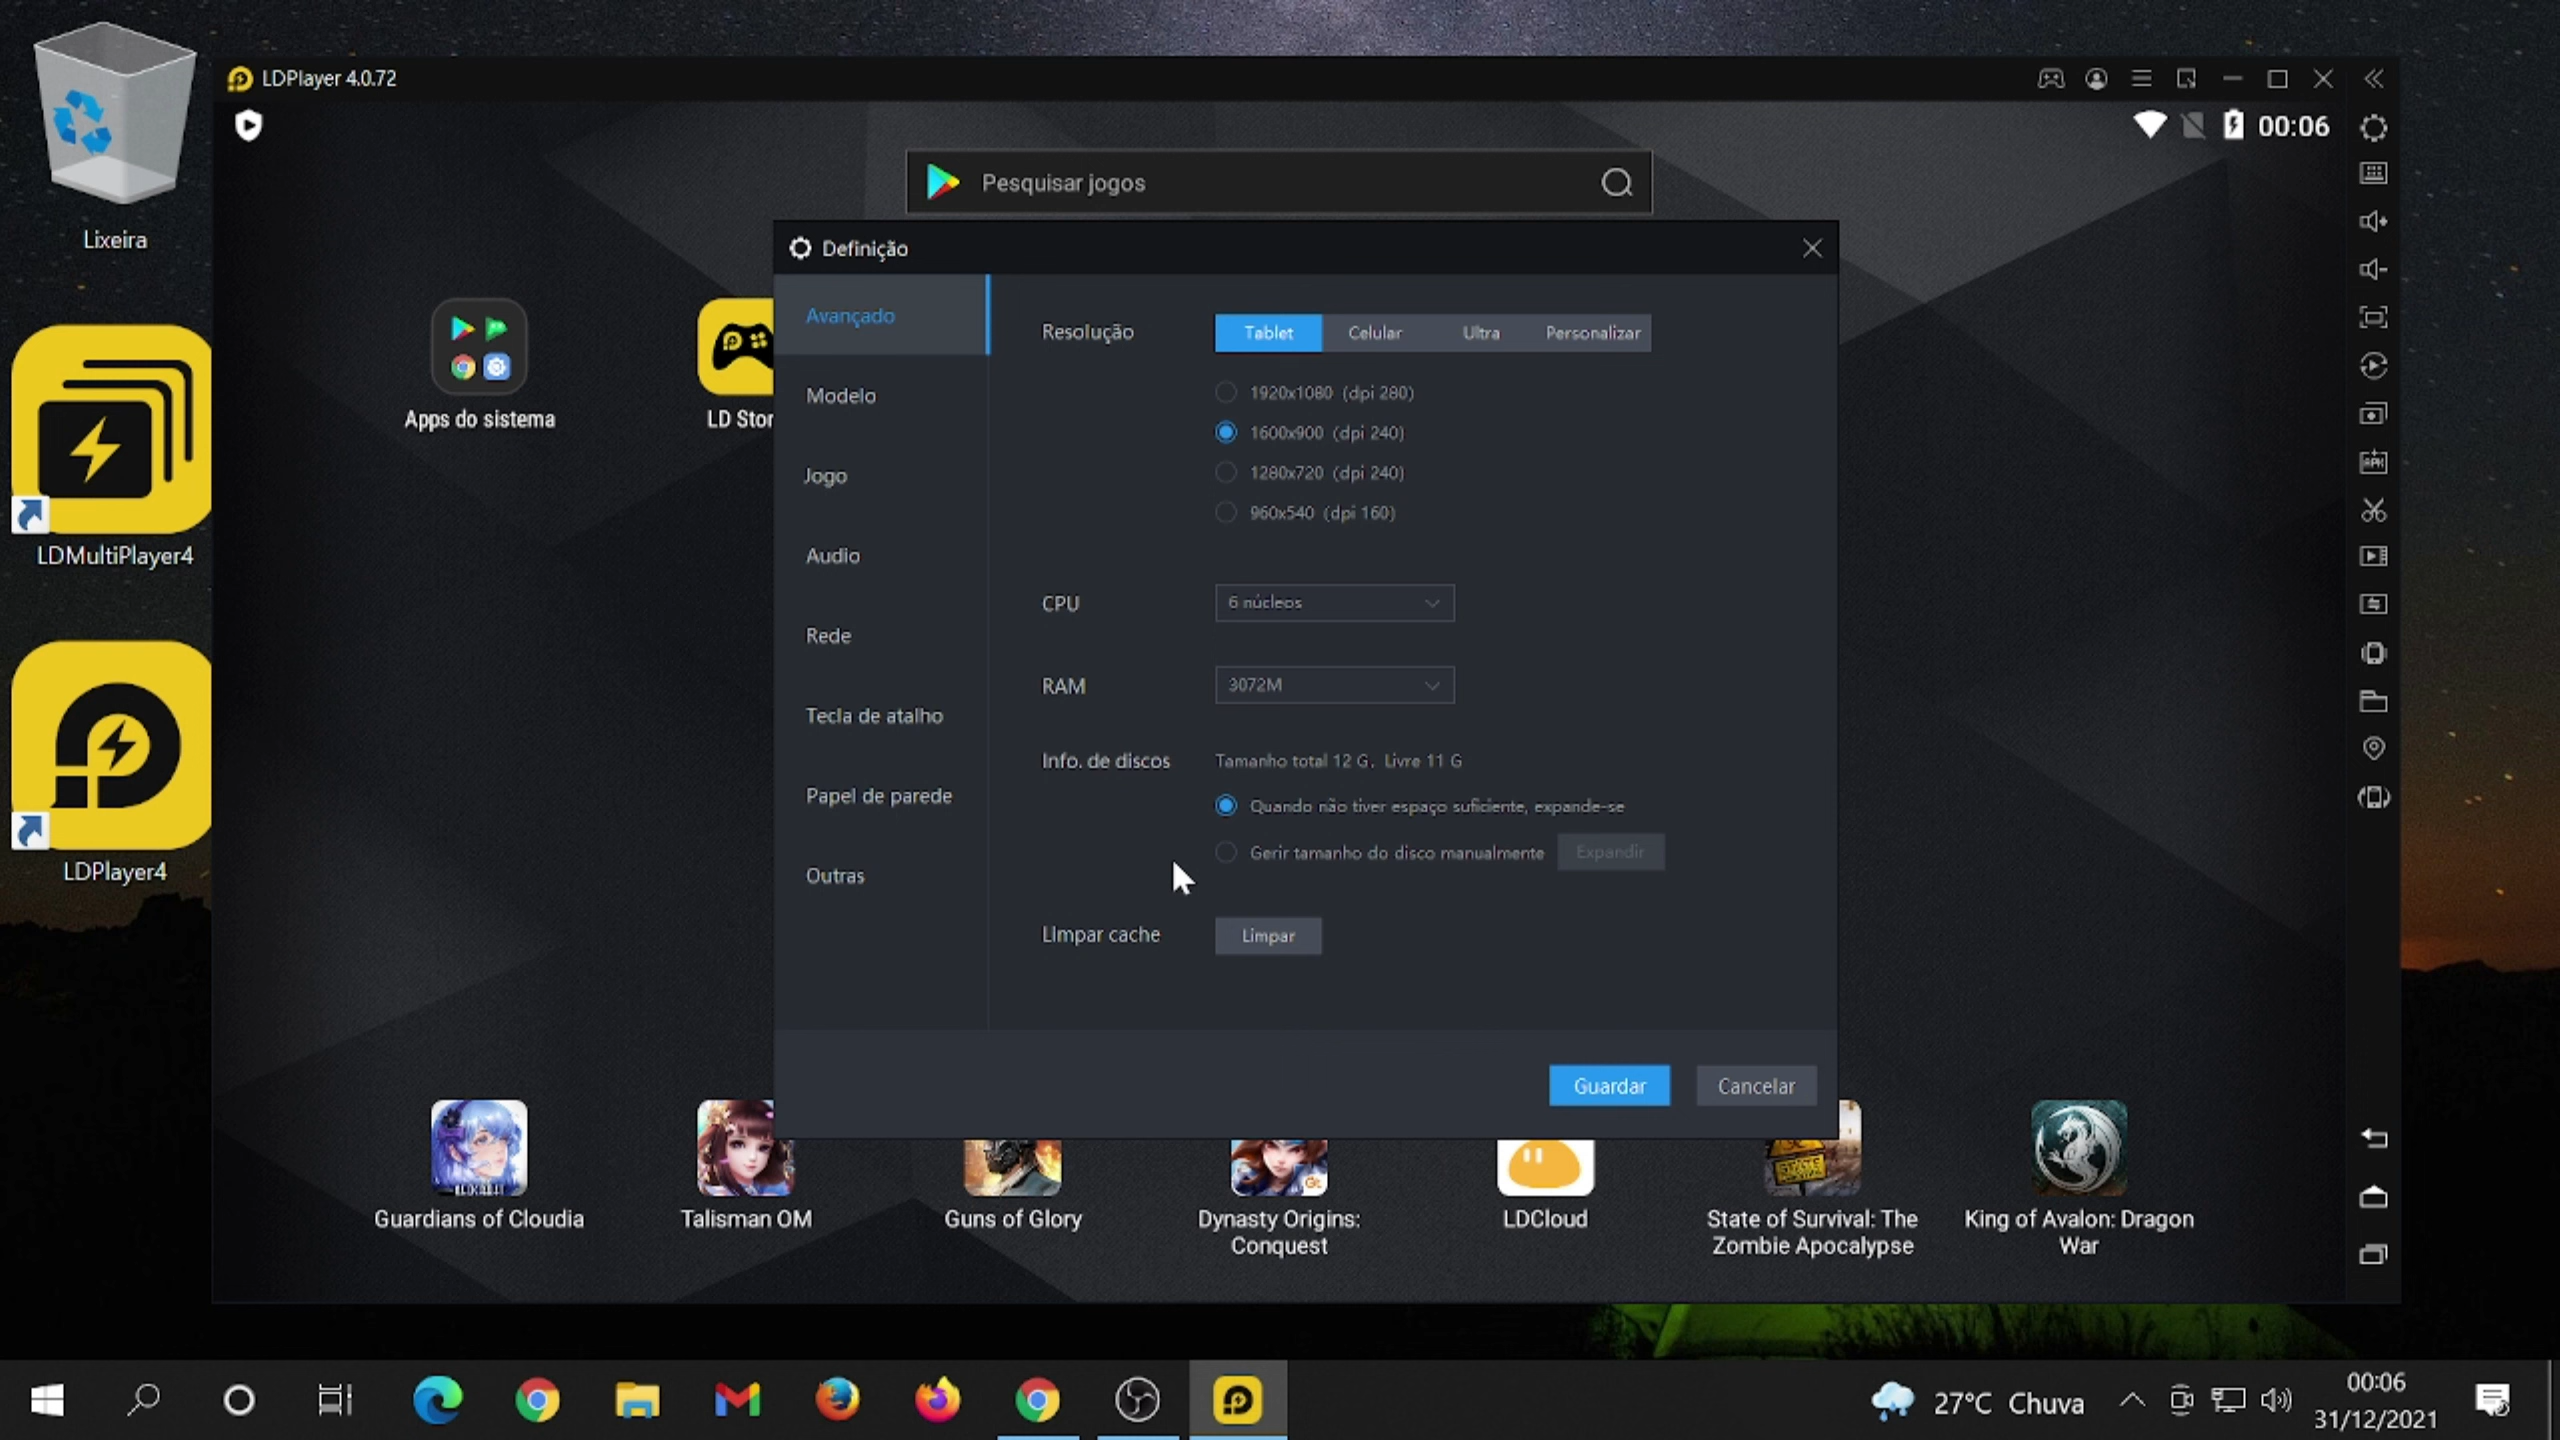 LDPlayer 4.0.72
00:06
Pesquisar jogos
Lixeira
LDMultiPlayer4
LDPlayer4
Apps do sistema
LD Stor
Definição
Avançado
Modelo
Jogo
Audio
Rede
Tecla de atalho
Papel de parede
Outras
Resolução
Tablet
Celular
Ultra
Personalizar
1920x1080 (dpi 280)
1600x900 (dpi 240)
1280x720 (dpi 240)
960x540 (dpi 160)
CPU
6 núcleos
RAM
3072M
Info. de discos
Tamanho total 12 G, Livre 11 G
Quando não tiver espaço suficiente, expande-se
Gerir tamanho do disco manualmente
Expandir
LImpar cache
Limpar
Guardar
Cancelar
Guardians of Cloudia
Talisman OM
Guns of Glory
Dynasty Origins:
Conquest
LDCloud
State of Survival: The
Zombie Apocalypse
King of Avalon: Dragon
War
27°C Chuva
00:06
31/12/2021